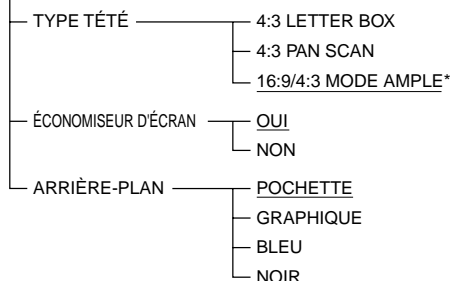 TYPE TÉTÉ
4:3 LETTER BOX
4:3 PAN SCAN
16:9/4:3 MODE AMPLE*
ÉCONOMISEUR D'ÉCRAN
OUI
NON
ARRIÈRE-PLAN
POCHETTE
GRAPHIQUE
BLEU
NOIR